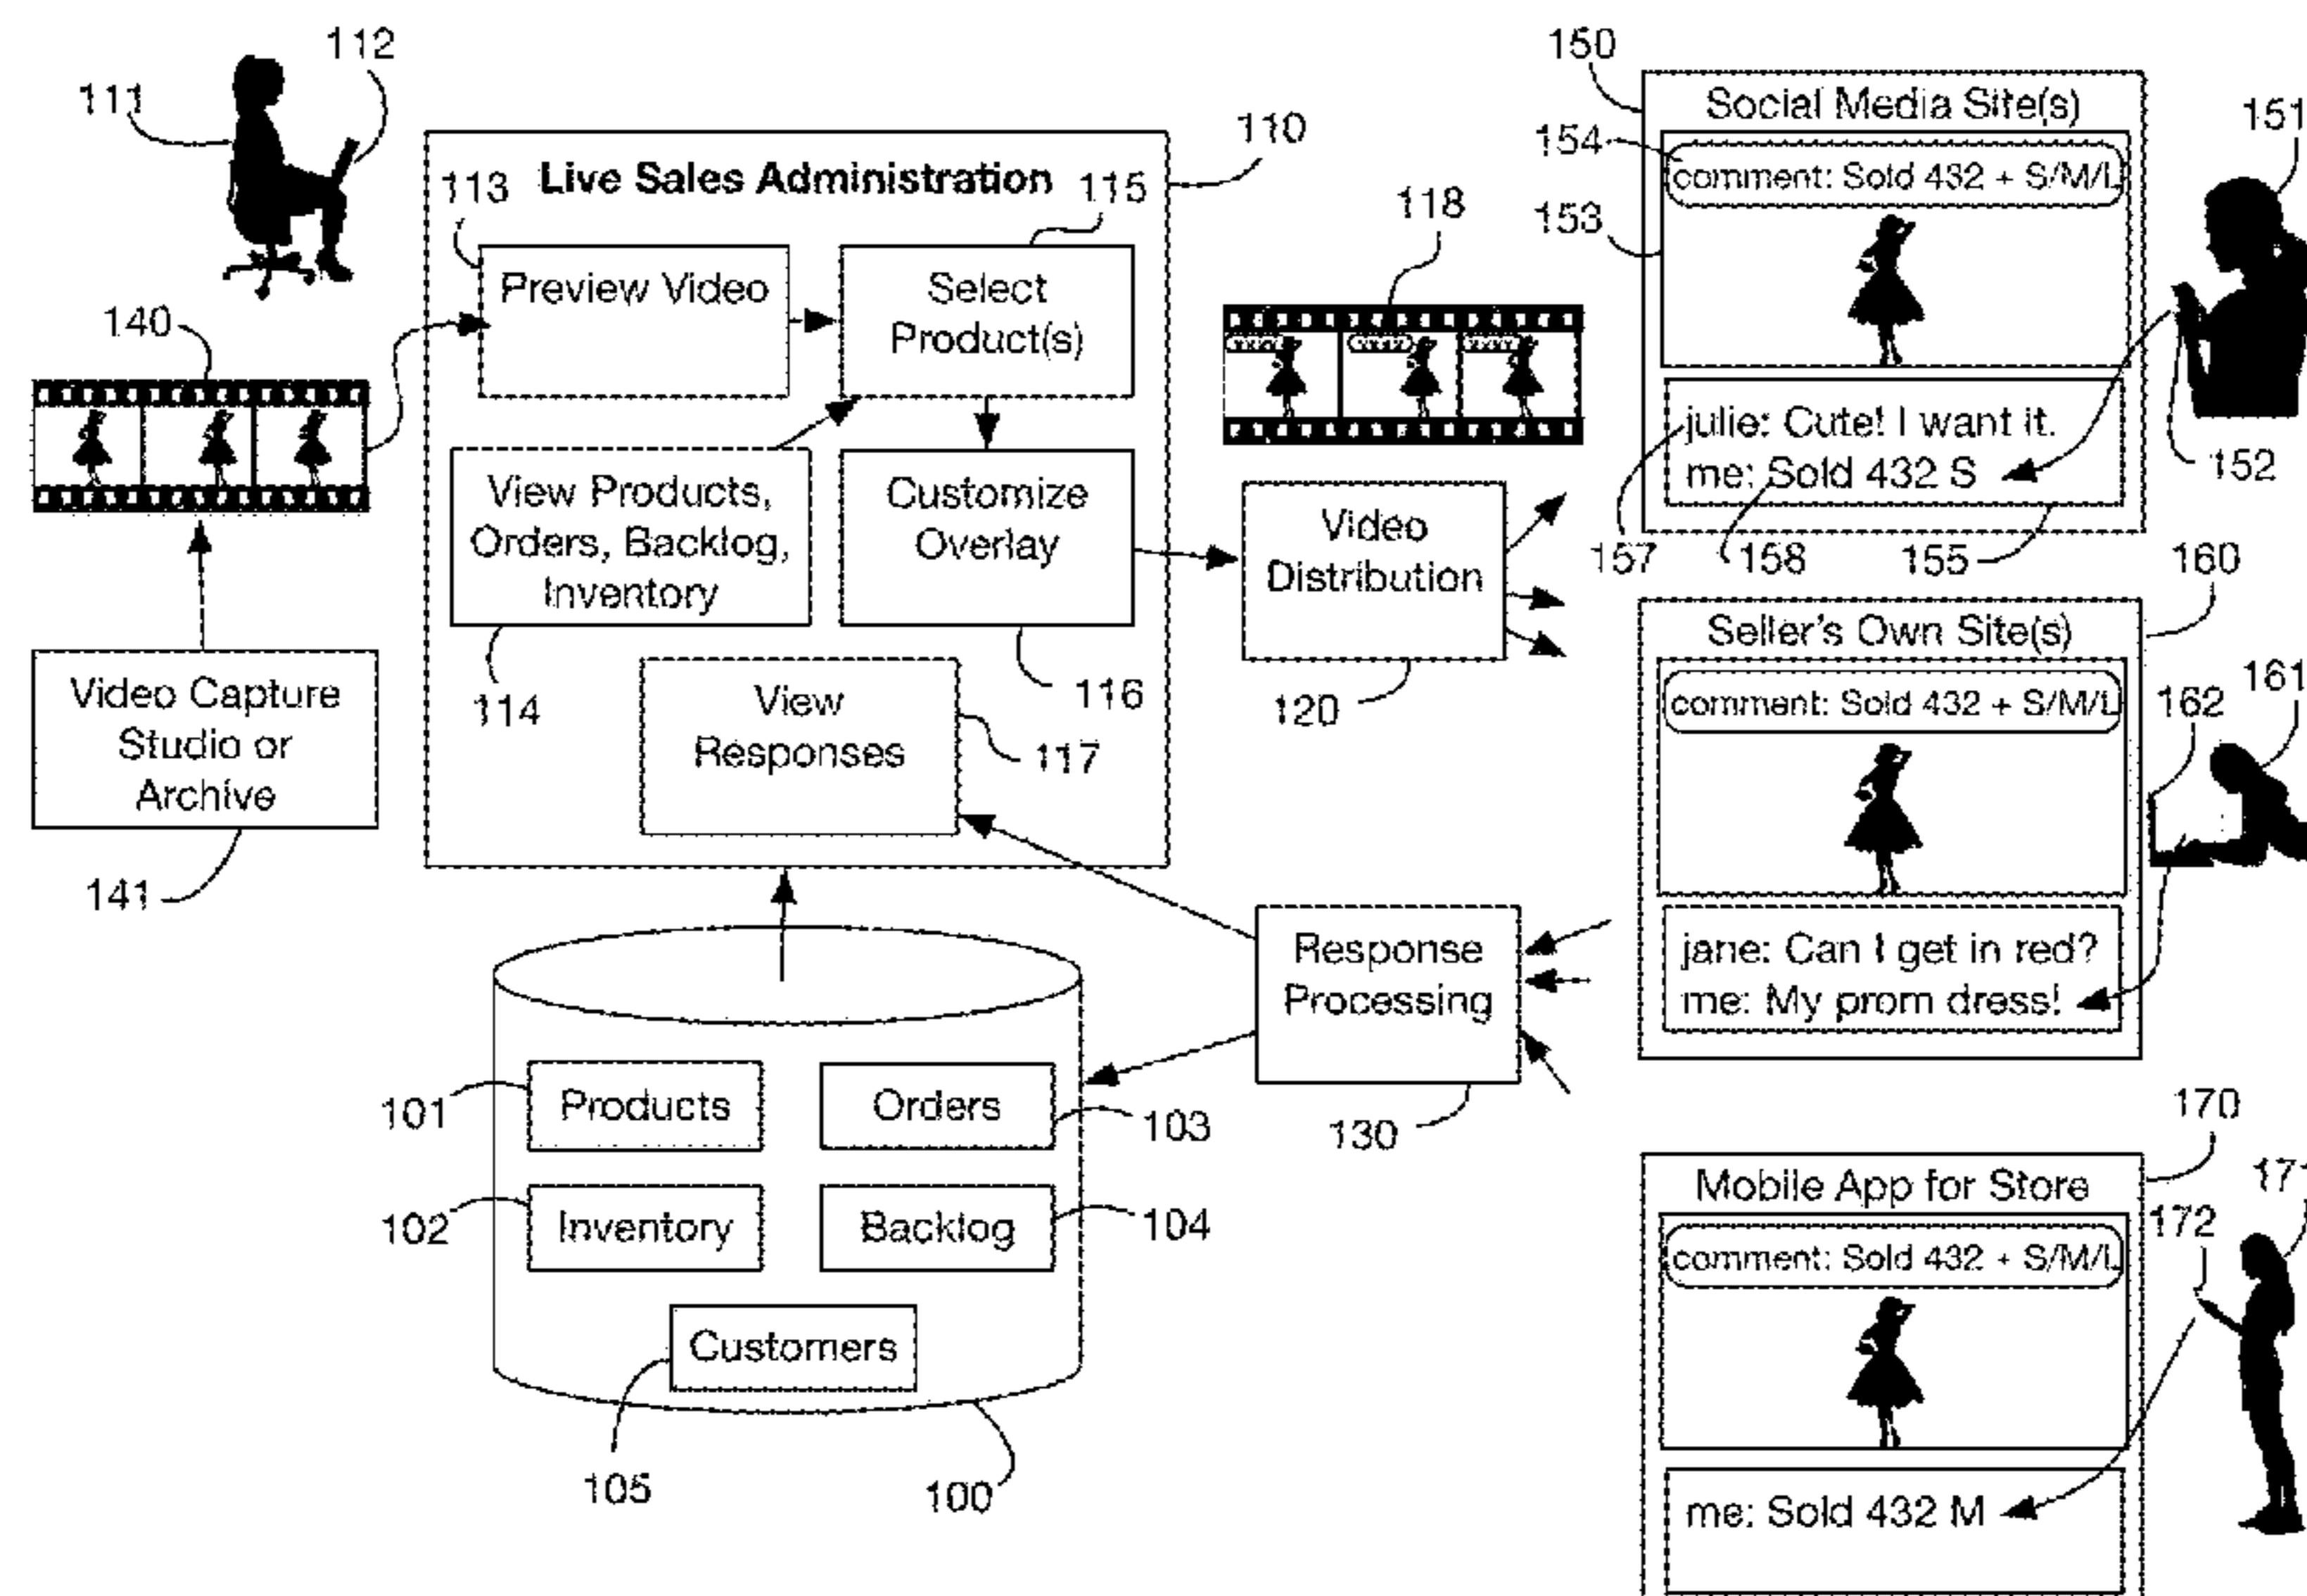 112
111
140
Video Capture
Studio or
Archive
141
110
Live Sales Administration
113
115
Preview Video
Select
Product(s)
View Products,
Orders, Backlog,
Inventory
114
Customize
Overlay
116
View
Responses
117
118
Video
Distribution
120
Response
Processing
130
Products
101
Orders
103
Inventory
102
Backlog
104
Customers
105
100
150
Social Media Site(s)
154
comment: Sold 432 + S/M/L
153
151
julie: Cute! I want it.
me: Sold 432 S
152
157
158
155
160
Seller's Own Site(s)
comment: Sold 432 + S/M/L
162
161
jane: Can I get in red?
me: My prom dress!
170
Mobile App for Store
comment: Sold 432 + S/M/L
172
me: Sold 432 M